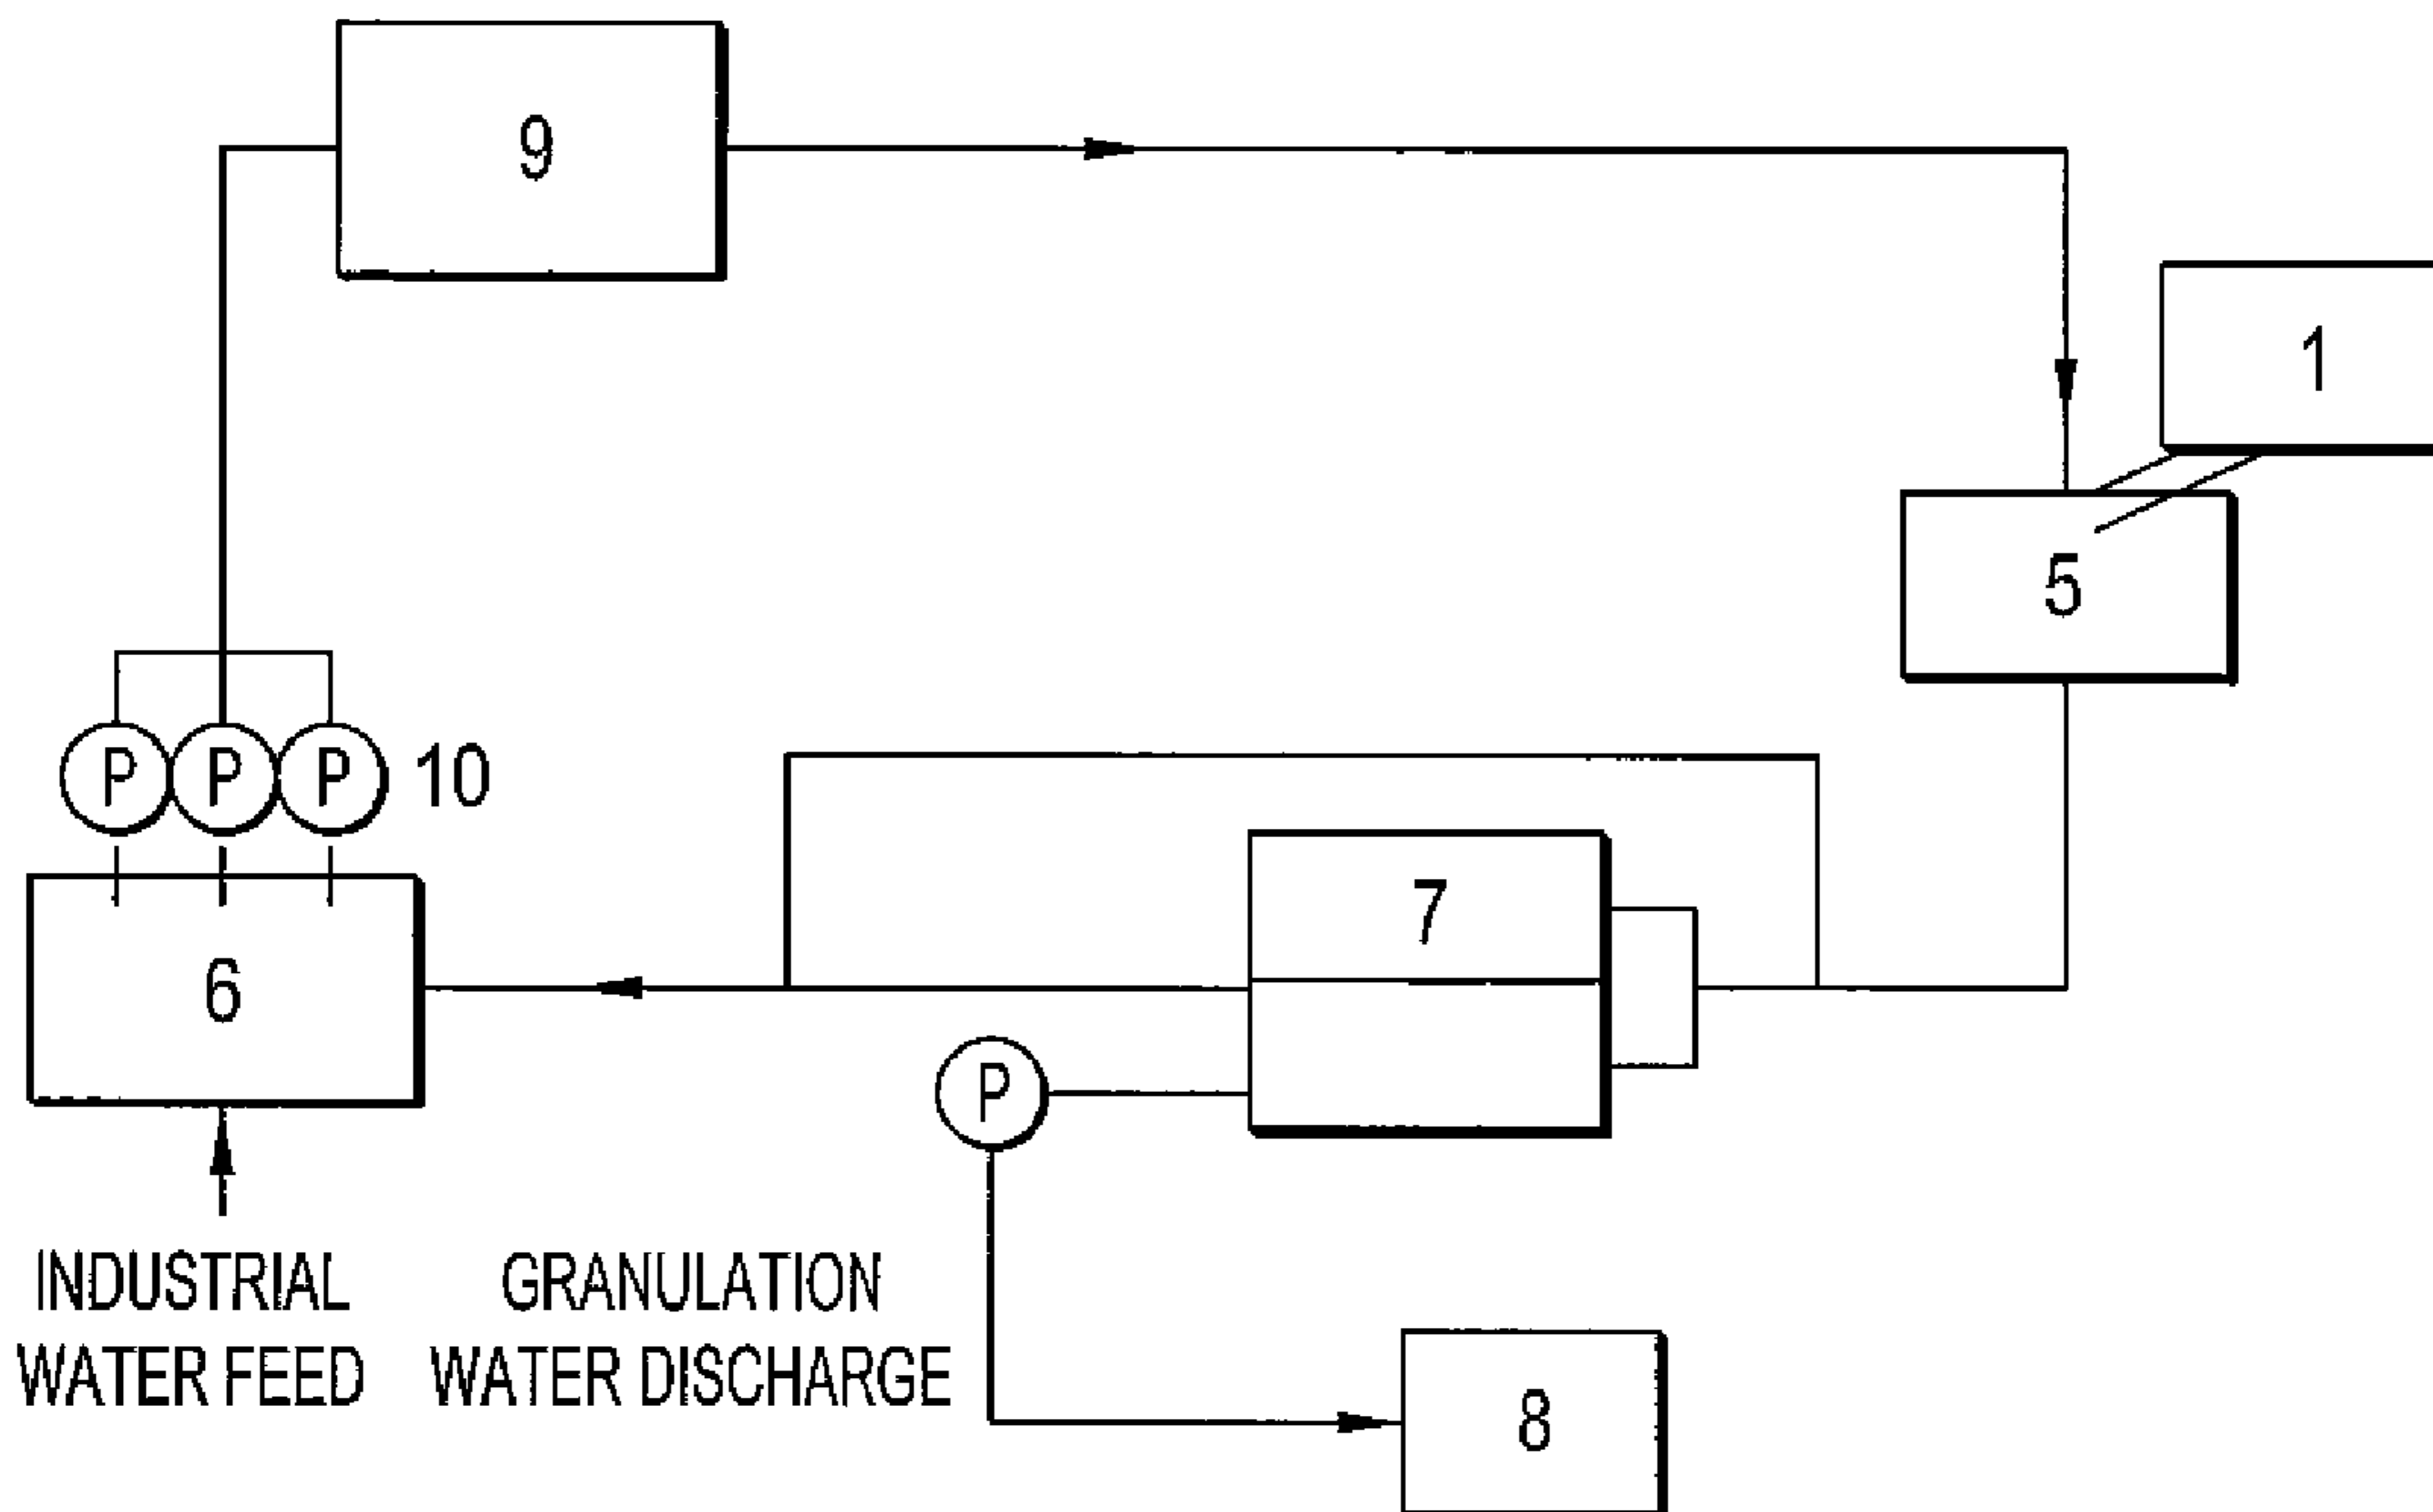 9
1
5
P P P 10
7
6
P
INDUSTRIAL
WATER FEED
GRANULATION
WATER DISCHARGE
8